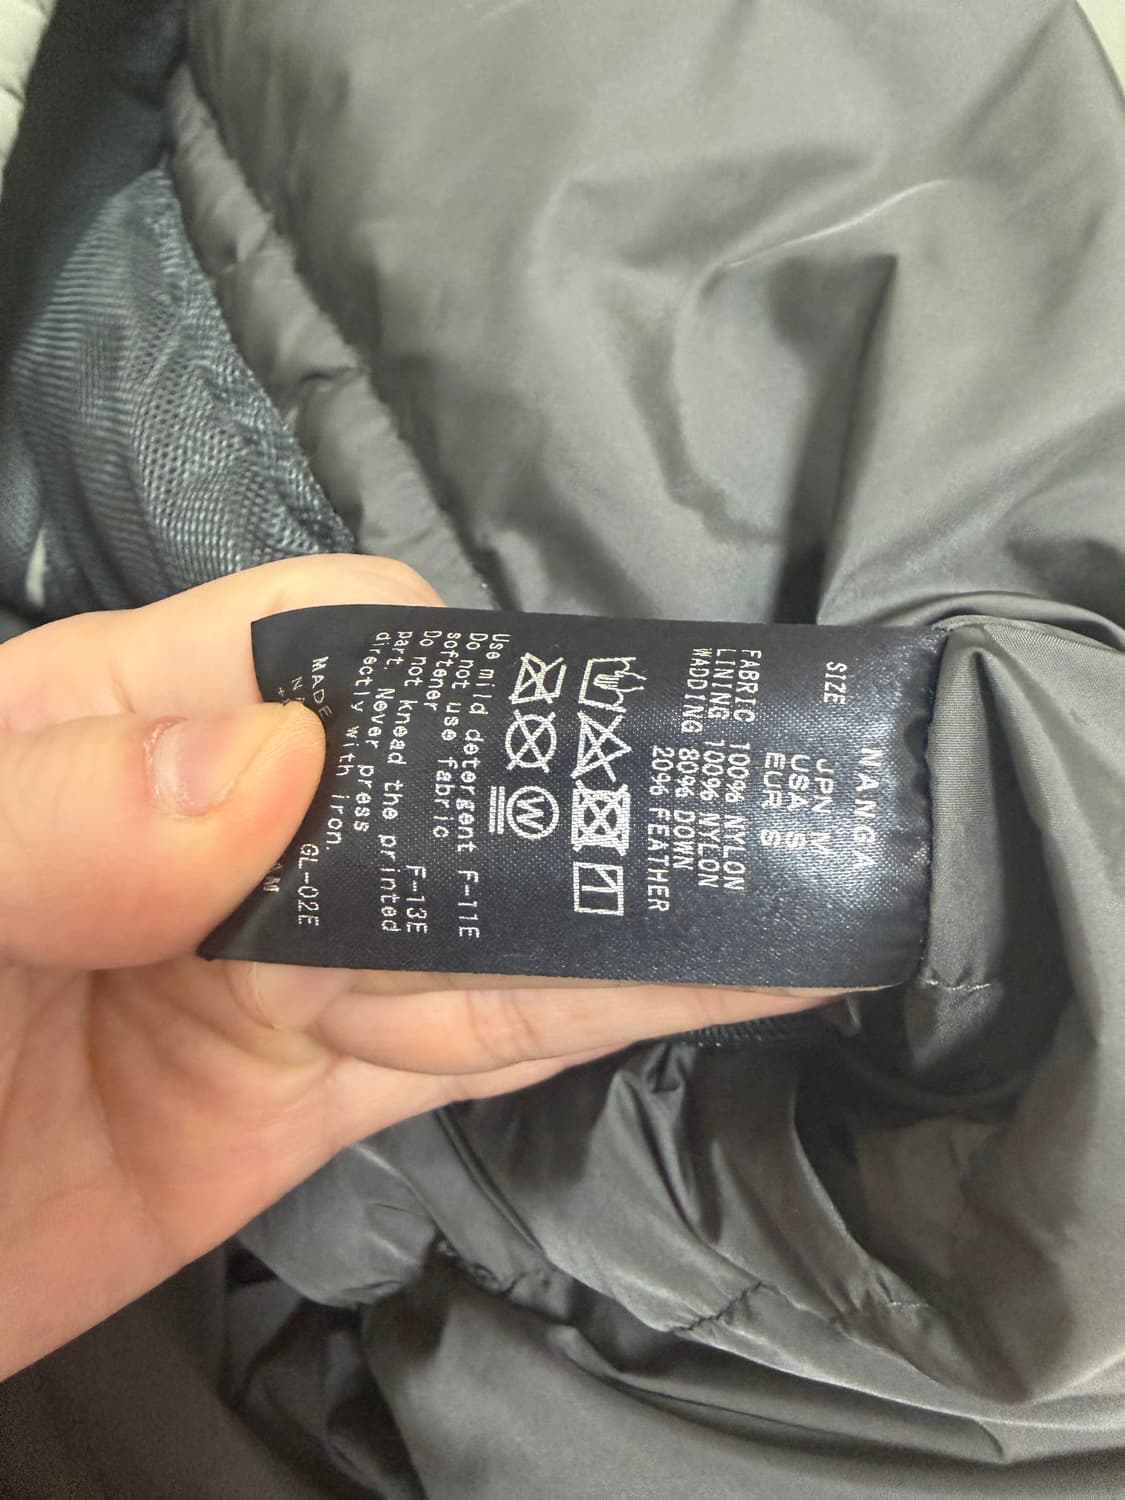 NANGA
SIZE
JPN M
USA S
EUR S
FABRIC 100% NYLON
LINING 100% NYLON
WADDING 80% DOWN
20% FEATHER
W
Use mild detergent F-11E
Do not use fabric
softener F-13E
Do not knead the printed
part. Never press
directly with iron.
GL-02E
MADE